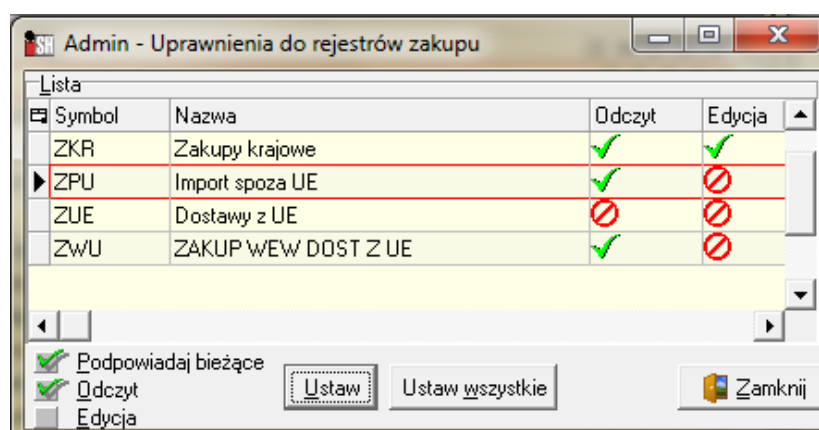 Admin - Uprawnienia do rejestrów zakupu
Lista
Symbol Nazwa Odczyt Edycja
ZKR Zakupy krajowe
ZPU Import spoza UE
ZUE Dostawy z UE
ZWU ZAKUP WEW DOST Z UE
Podpowiadaj bieżące
Odczyt
Edycja
Ustaw Ustaw wszystkie Zamknij